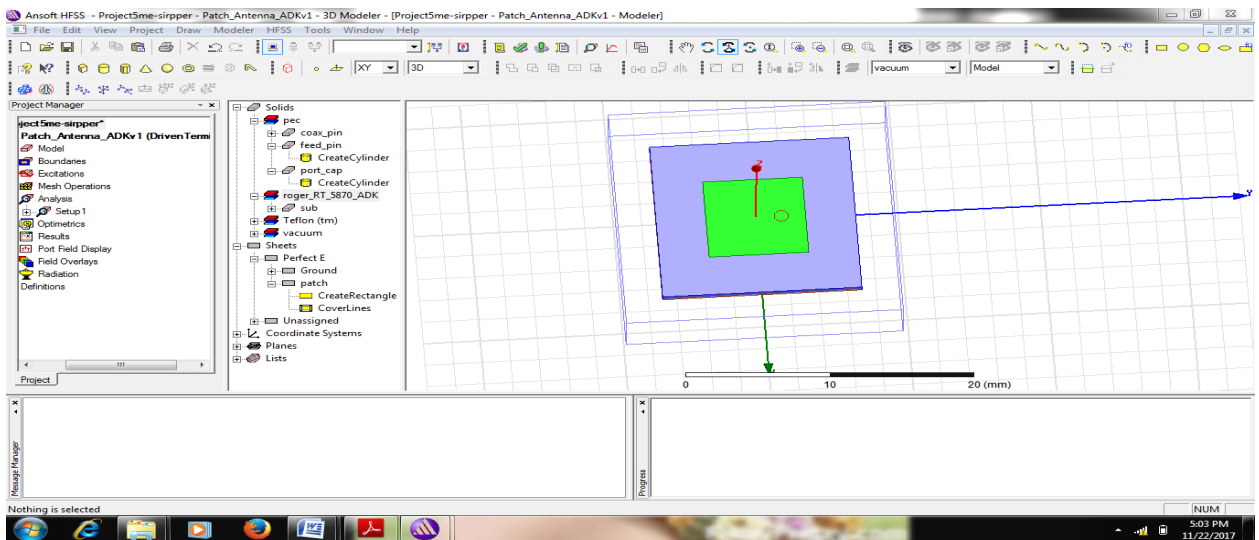 Ansoft HFSS - Project5me-sirpper - Patch_Antenna_ADKv1 - 3D Modeler - [Project5me-sirpper - Patch_Antenna_ADKv1 - Modeler]
File Edit View Project Draw Modeler HFSS Tools Window Help
XY 3D vacuum Model
Project Manager
ject5me-sirpper*
Patch_Antenna_ADKv1 (DrivenTermi
Model
Boundaries
Excitations
Mesh Operations
Analysis
Setup1
Optimetrics
Results
Port Field Display
Field Overlays
Radiation
Definitions
Project
Solids
pec
coax_pin
feed_pin
CreateCylinder
port_cap
CreateCylinder
roger_RT_5870_ADK
sub
Teflon (tm)
vacuum
Sheets
Perfect E
Ground
patch
CreateRectangle
CoverLines
Unassigned
Coordinate Systems
Planes
Lists
Z
Y
0 10 20 (mm)
Message Manager
Progress
Nothing is selected
NUM
5:03 PM
11/22/2017